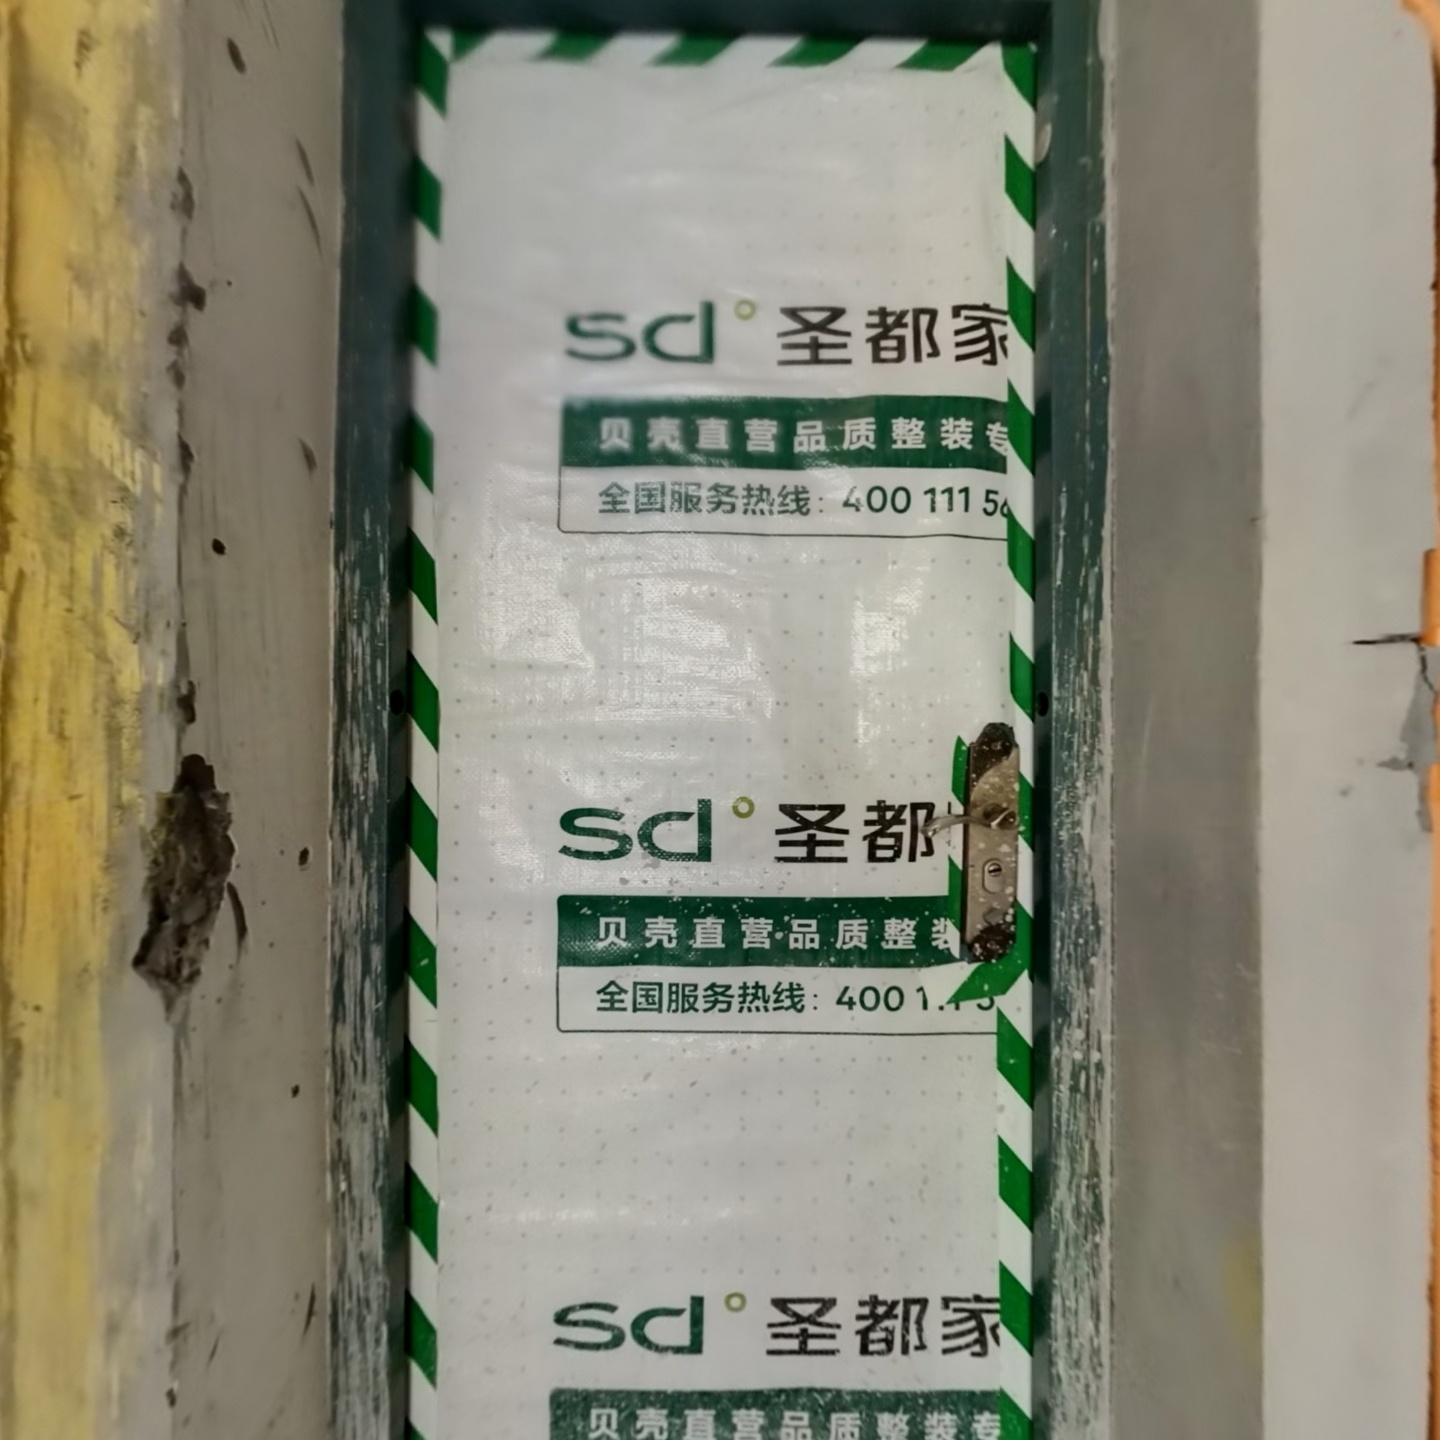 sd 圣都家
贝壳直营品质整装专
全国服务热线：400 111 56
sd 圣都
贝壳直营品质整装
全国服务热线：400 1
sd 圣都家
贝壳直营品质整装专